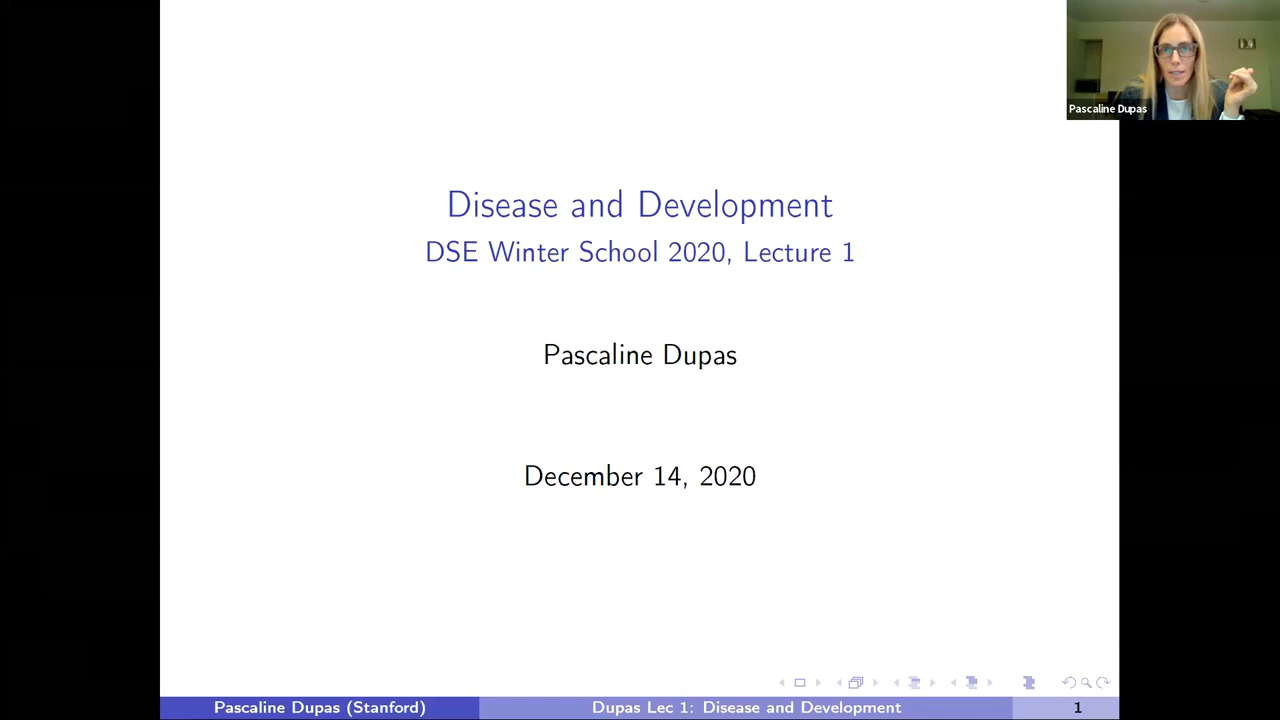 Pascaline Dupas
Disease and Development
DSE Winter School 2020, Lecture 1
Pascaline Dupas
December 14, 2020
Pascaline Dupas (Stanford)
Dupas Lec 1: Disease and Development
1